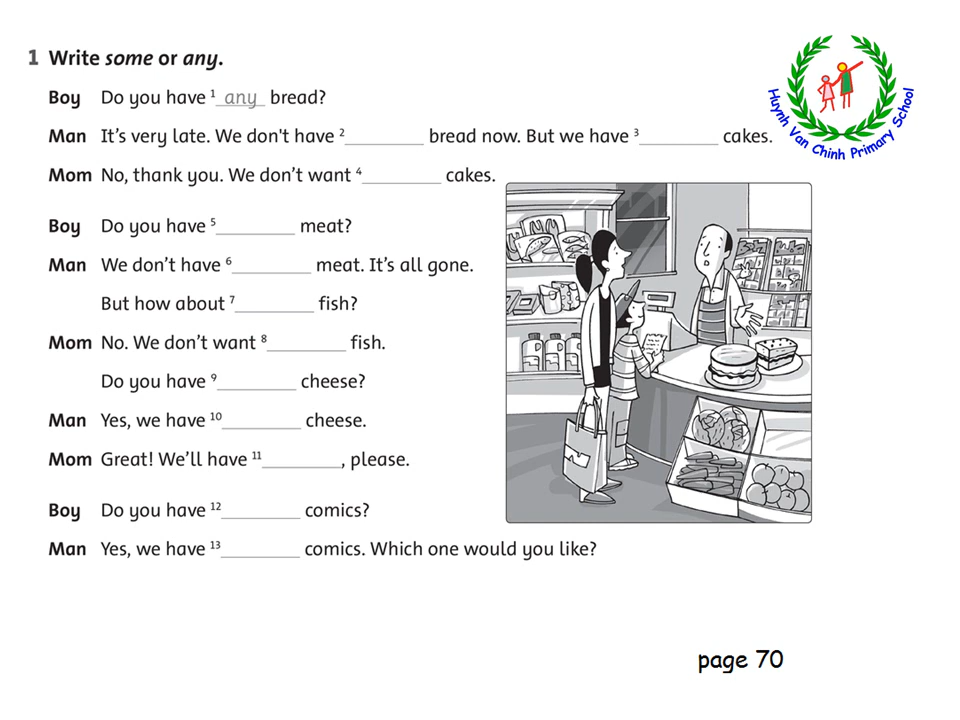 1 Write some or any.
Boy Do you have ¹ any bread?
Man It's very late. We don't have ²________ bread now. But we have ³________ cakes.
Mom No, thank you. We don't want ⁴________ cakes.
Boy Do you have ⁵________ meat?
Man We don't have ⁶________ meat. It's all gone.
But how about ⁷________ fish?
Mom No. We don't want ⁸________ fish.
Do you have ⁹________ cheese?
Man Yes, we have ¹⁰________ cheese.
Mom Great! We'll have ¹¹________, please.
Boy Do you have ¹²________ comics?
Man Yes, we have ¹³________ comics. Which one would you like?
Huynh Van Chinh Primary School
page 70